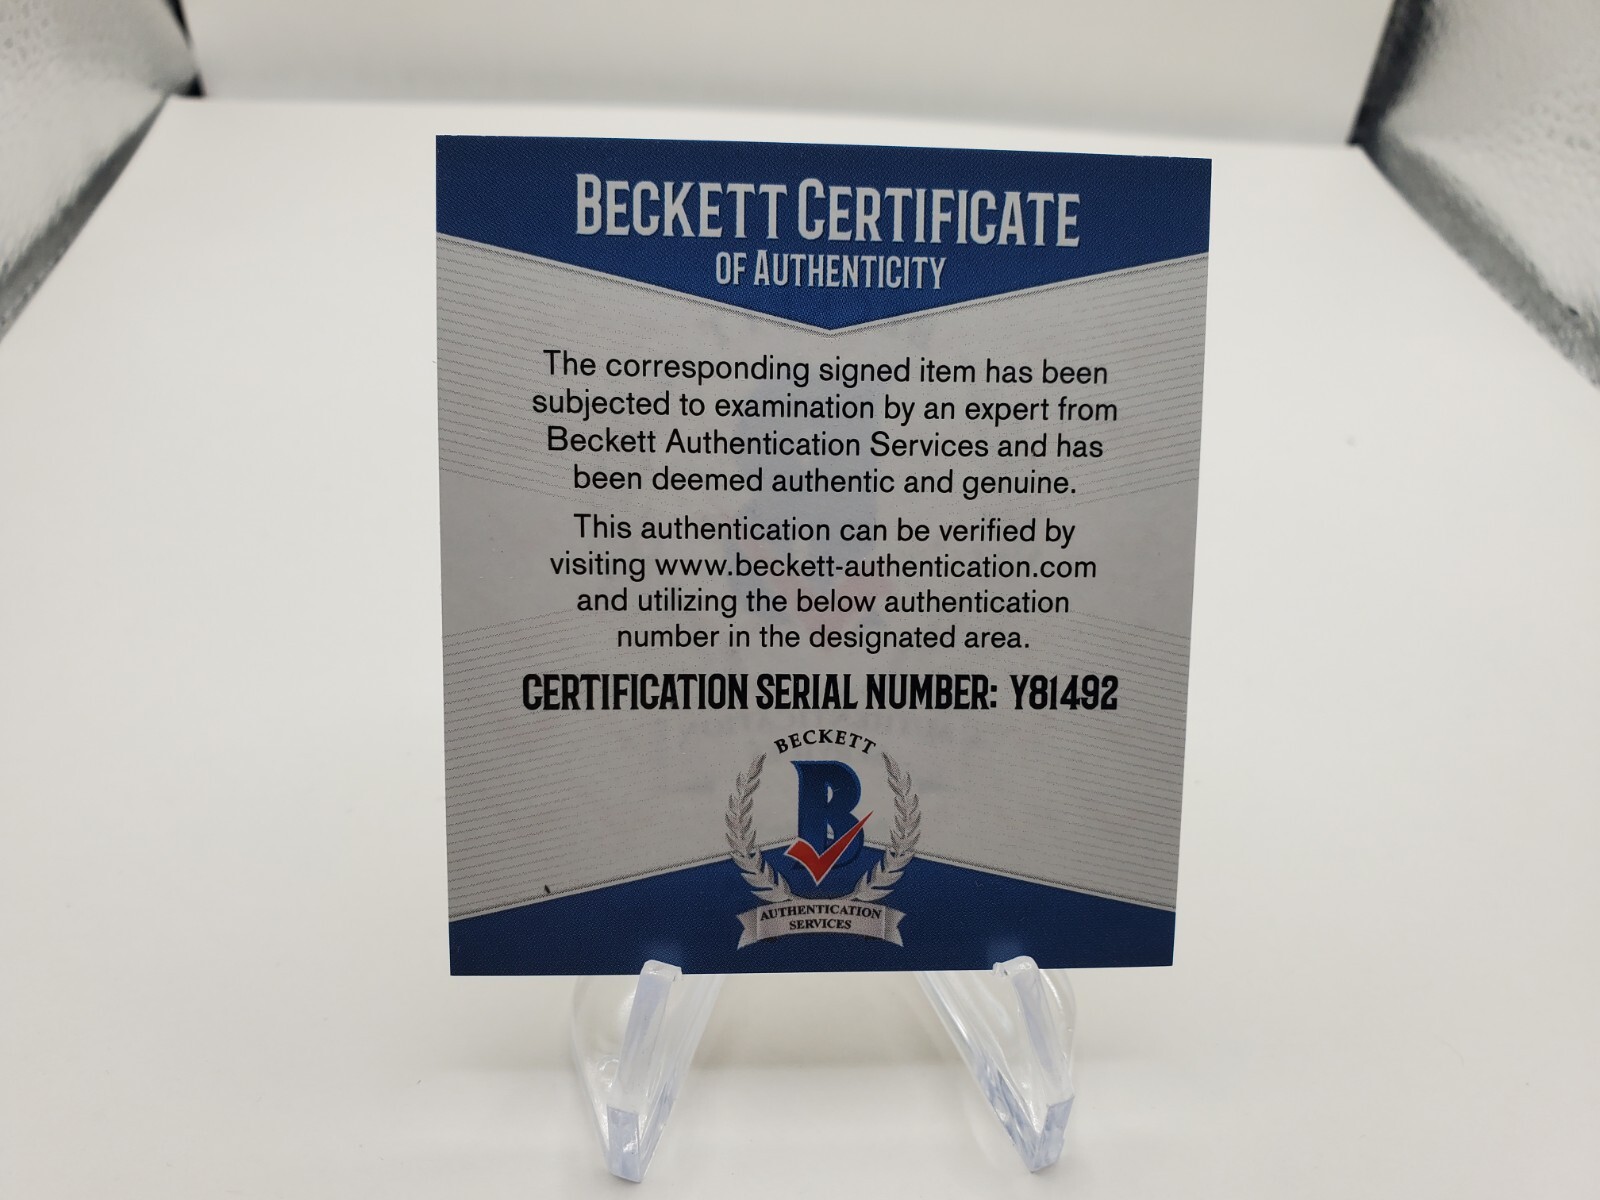 BECKETT CERTIFICATE
OF AUTHENTICITY
The corresponding signed item has been
subjected to examination by an expert from
Beckett Authentication Services and has
been deemed authentic and genuine.
This authentication can be verified by
visiting www.beckett-authentication.com
and utilizing the below authentication
number in the designated area.
CERTIFICATION SERIAL NUMBER: Y81492
BECKETT
B
AUTHENTICATION
SERVICES